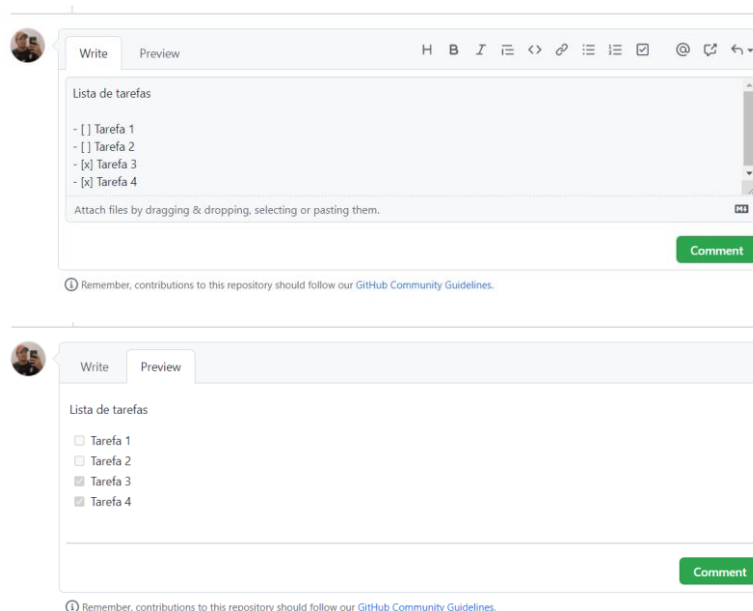 Write Preview H B I @
Lista de tarefas
- [ ] Tarefa 1
- [ ] Tarefa 2
- [x] Tarefa 3
- [x] Tarefa 4
Attach files by dragging & dropping, selecting or pasting them.
Comment
Remember, contributions to this repository should follow our GitHub Community Guidelines.
Write Preview
Lista de tarefas
Tarefa 1
Tarefa 2
Tarefa 3
Tarefa 4
Comment
Remember, contributions to this repository should follow our GitHub Community Guidelines.